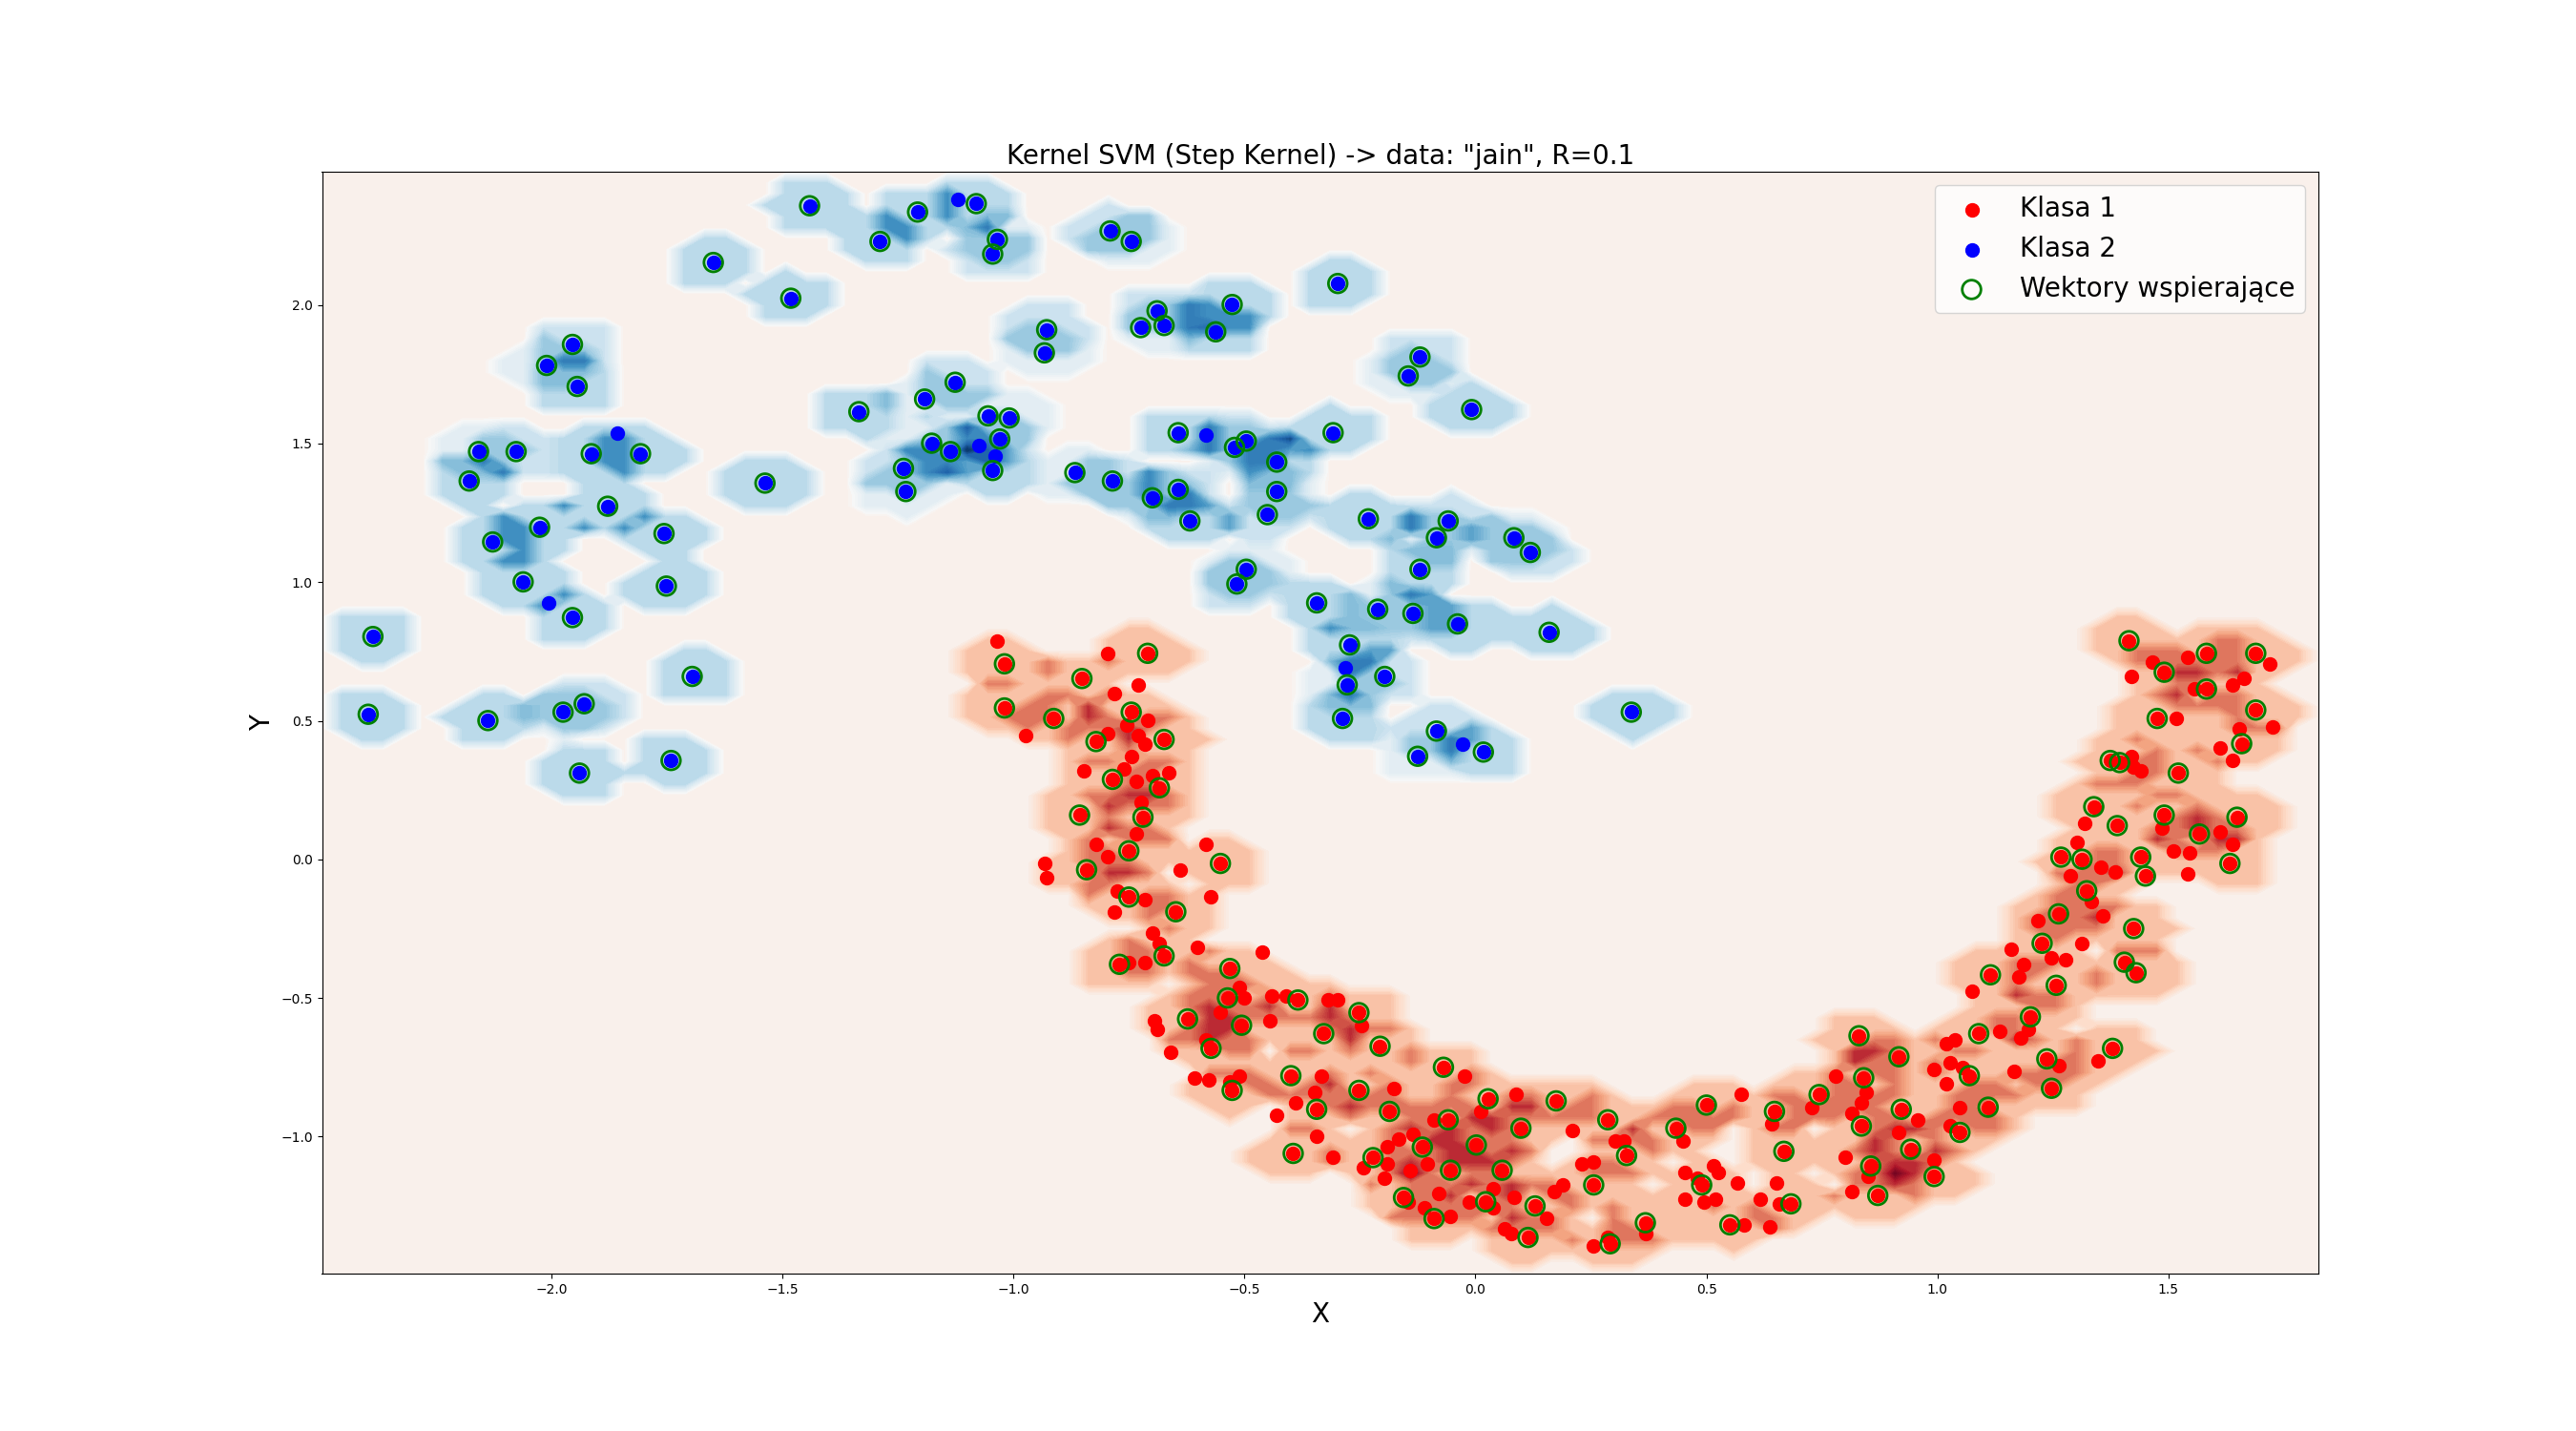 Kernel SVM (Step Kernel) -> data: "jain", R=0.1
Klasa 1
Klasa 2
Wektory wspierające
2.0
1.5
1.0
0.5
0.0
−0.5
−1.0
Y
−2.0 −1.5 −1.0 −0.5 0.0 0.5 1.0 1.5
X